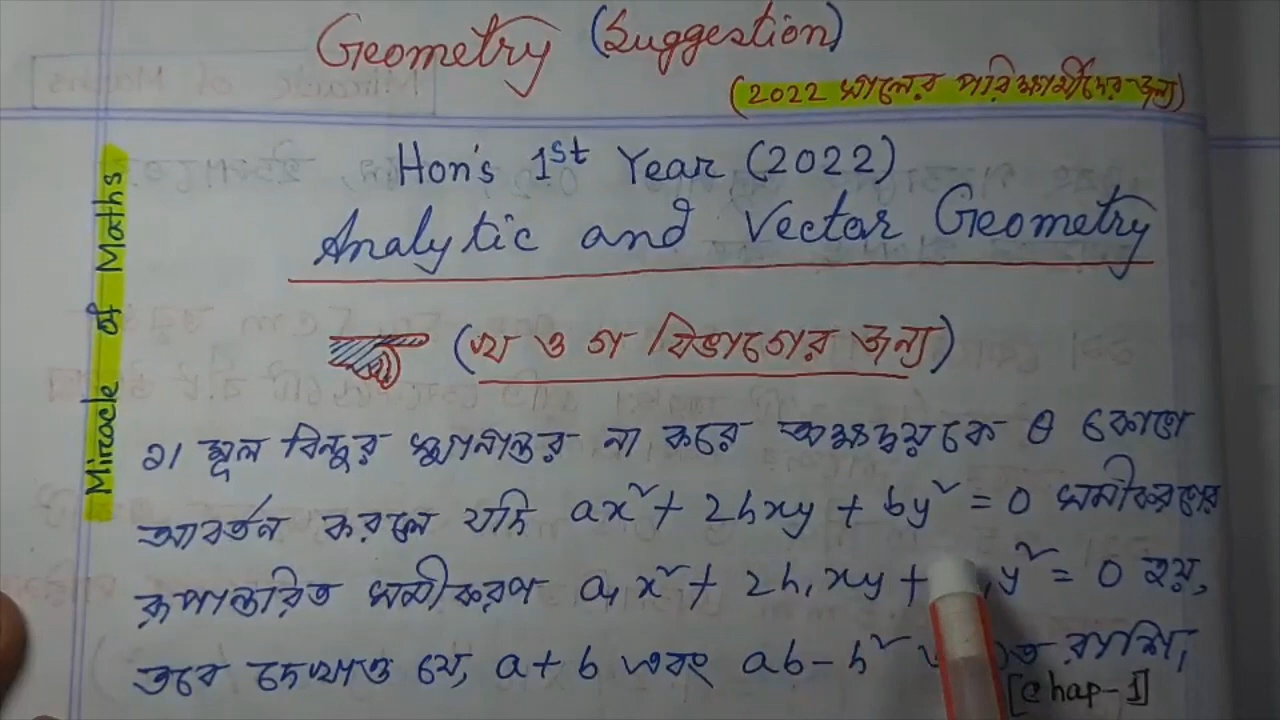 Geometry (Suggestion)
(2022 সালের পরিক্ষার্থীদের জন্য)
Hon's 1st Year (2022)
Analytic and Vector Geometry
Miracle of Maths
(খ ও গ বিভাগের জন্য)
১। মূল বিন্দুর স্থানান্তর না করে অক্ষদ্বয়কে θ কোণে
আবর্তন করলে যদি ax² + 2hxy + by² = 0 সমীকরণের
রূপান্তরিত সমীকরণ a₁x² + 2h₁xy + ₁y² = 0 হয়,
তবে দেখাও যে, a + b এবং ab - h² রাশি।
[Chap-1]